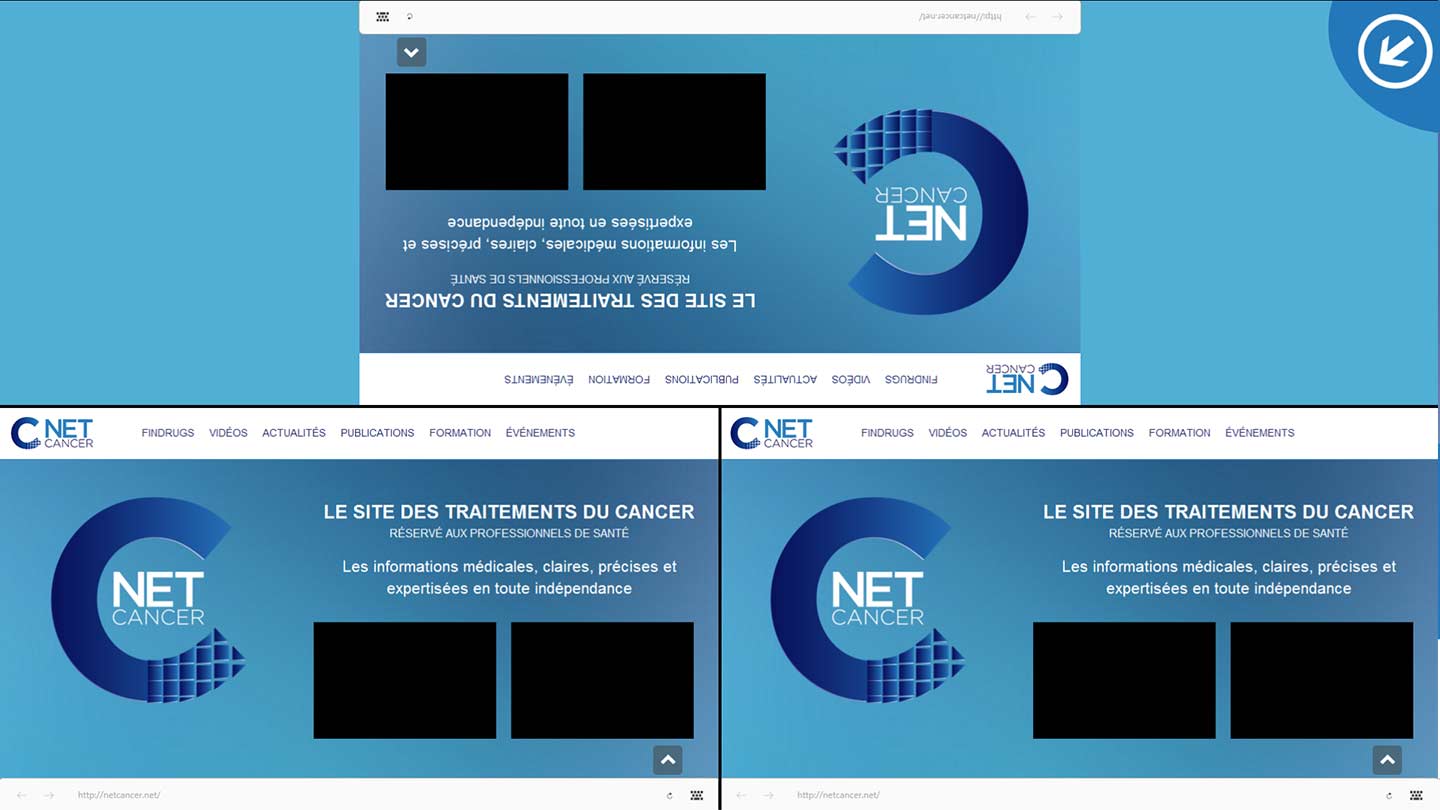 http://netcancer.net/
NET
CANCER
FINDRUGS VIDÉOS ACTUALITÉS PUBLICATIONS FORMATION ÉVÉNEMENTS
LE SITE DES TRAITEMENTS DU CANCER
RÉSERVÉ AUX PROFESSIONNELS DE SANTÉ
Les informations médicales, claires, précises et
expertisées en toute indépendance
NET
CANCER
NET
CANCER
FINDRUGS VIDÉOS ACTUALITÉS PUBLICATIONS FORMATION ÉVÉNEMENTS
LE SITE DES TRAITEMENTS DU CANCER
RÉSERVÉ AUX PROFESSIONNELS DE SANTÉ
Les informations médicales, claires, précises et
expertisées en toute indépendance
NET
CANCER
http://netcancer.net/
NET
CANCER
FINDRUGS VIDÉOS ACTUALITÉS PUBLICATIONS FORMATION ÉVÉNEMENTS
LE SITE DES TRAITEMENTS DU CANCER
RÉSERVÉ AUX PROFESSIONNELS DE SANTÉ
Les informations médicales, claires, précises et
expertisées en toute indépendance
NET
CANCER
http://netcancer.net/